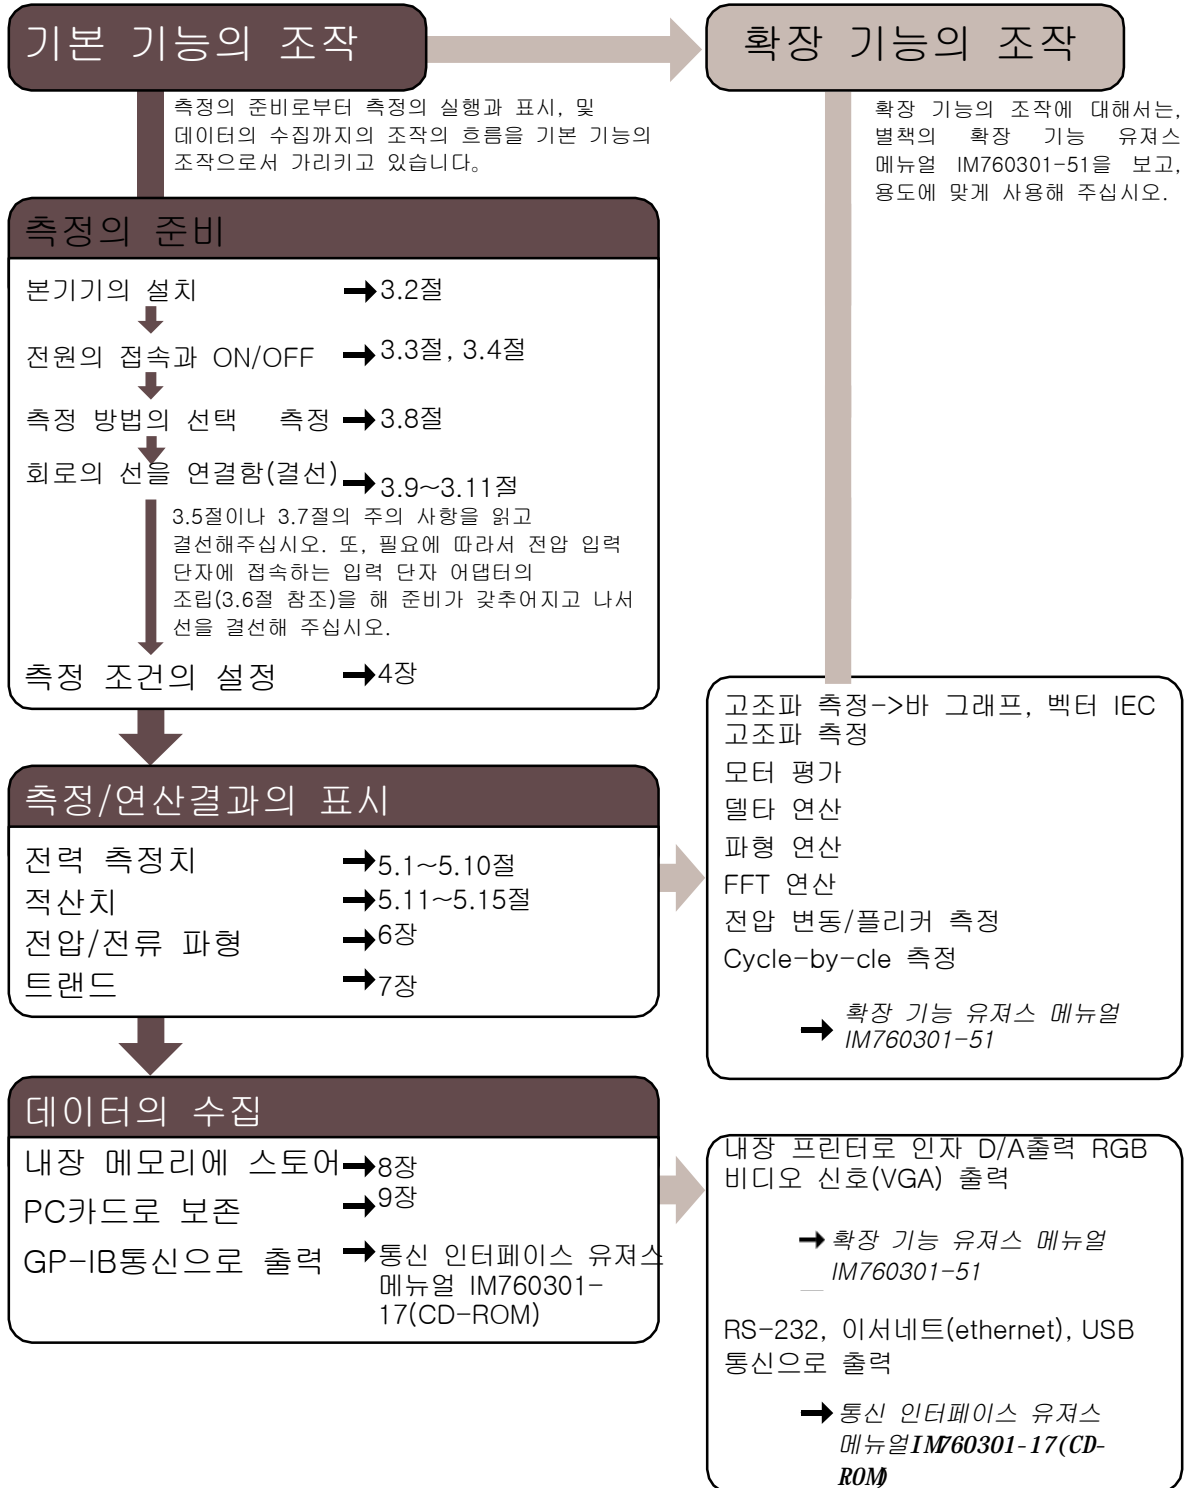 기본 기능의 조작
확장 기능의 조작
측정의 준비로부터 측정의 실행과 표시, 및
데이터의 수집까지의 조작의 흐름을 기본 기능의
조작으로서 가리키고 있습니다.
확장 기능의 조작에 대해서는,
별책의 확장 기능 유져스
메뉴얼 IM760301-51을 보고,
용도에 맞게 사용해 주십시오.
측정의 준비
본기기의 설치 → 3.2절
전원의 접속과 ON/OFF → 3.3절, 3.4절
측정 방법의 선택 측정 → 3.8절
회로의 선을 연결함(결선) → 3.9~3.11절
3.5절이나 3.7절의 주의 사항을 읽고
결선해주십시오. 또, 필요에 따라서 전압 입력
단자에 접속하는 입력 단자 어댑터의
조립(3.6절 참조)을 해 준비가 갖추어지고 나서
선을 결선해 주십시오.
측정 조건의 설정 → 4장
측정/연산결과의 표시
전력 측정치 → 5.1~5.10절
적산치 → 5.11~5.15절
전압/전류 파형 → 6장
트랜드 → 7장
고조파 측정->바 그래프, 벡터 IEC
고조파 측정
모터 평가
델타 연산
파형 연산
FFT 연산
전압 변동/플리커 측정
Cycle-by-cle 측정
→ 확장 기능 유져스 메뉴얼
IM760301-51
데이터의 수집
내장 메모리에 스토어 → 8장
PC카드로 보존 → 9장
GP-IB통신으로 출력 → 통신 인터페이스 유져스
메뉴얼 IM760301-
17(CD-ROM)
내장 프린터로 인자 D/A출력 RGB
비디오 신호(VGA) 출력
→ 확장 기능 유져스 메뉴얼
IM760301-51
RS-232, 이서네트(ethernet), USB
통신으로 출력
→ 통신 인터페이스 유져스
메뉴얼IM760301-17(CD-
ROM)